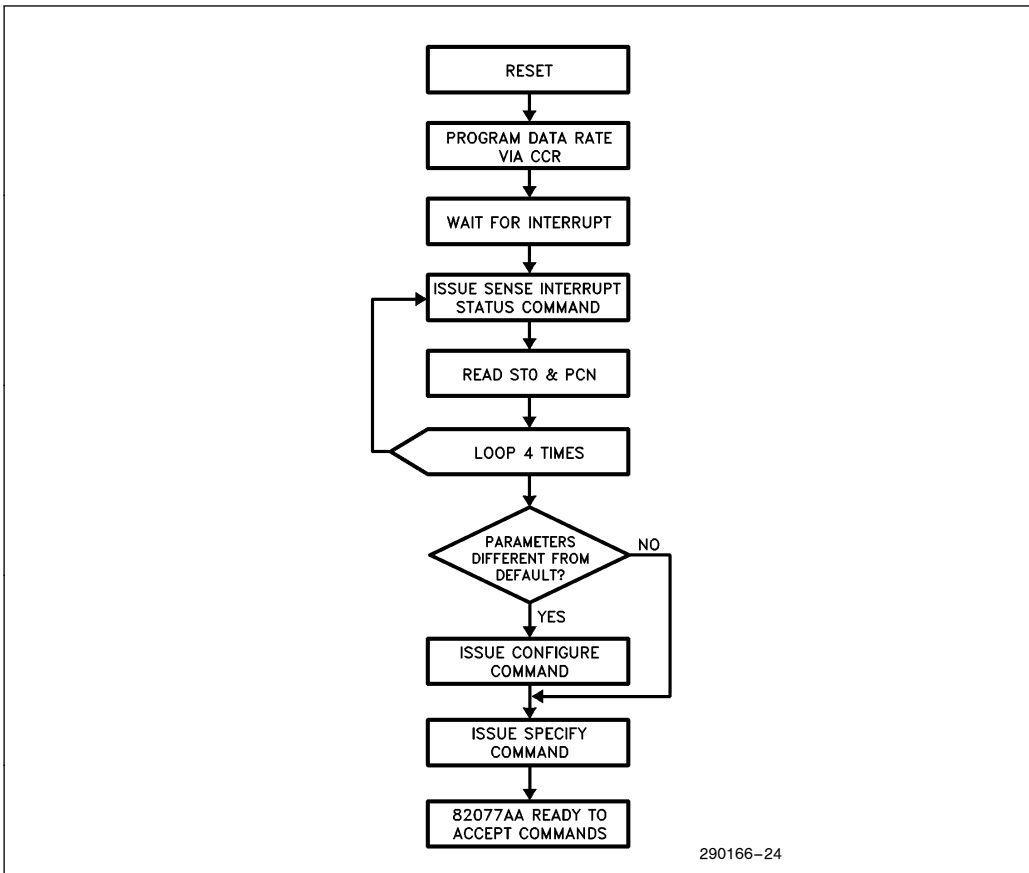 RESET
PROGRAM DATA RATE
VIA CCR
WAIT FOR INTERRUPT
ISSUE SENSE INTERRUPT
STATUS COMMAND
READ ST0 & PCN
LOOP 4 TIMES
PARAMETERS
DIFFERENT FROM
DEFAULT?
NO
YES
ISSUE CONFIGURE
COMMAND
ISSUE SPECIFY
COMMAND
82077AA READY TO
ACCEPT COMMANDS
290166–24